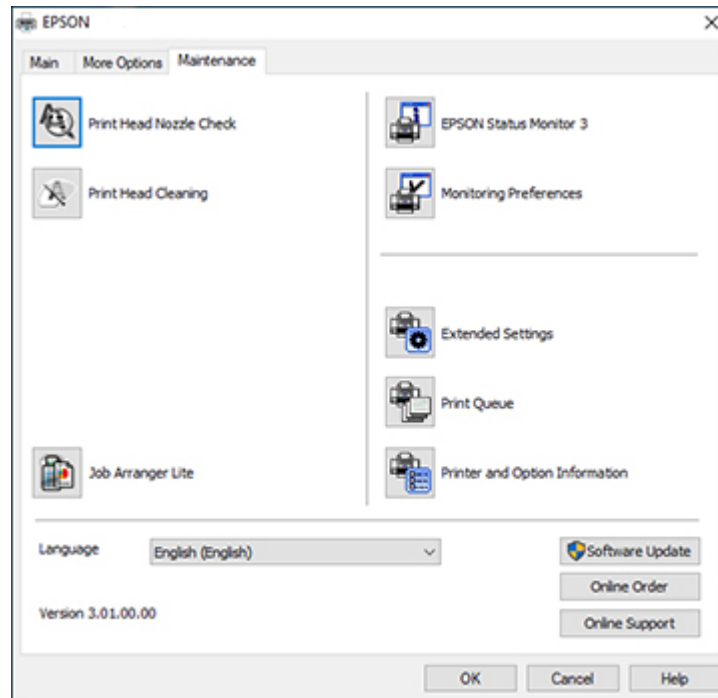 EPSON
Main
More Options
Maintenance
Print Head Nozzle Check
EPSON Status Monitor 3
Print Head Cleaning
Monitoring Preferences
Extended Settings
Print Queue
Job Arranger Lite
Printer and Option Information
Language
English (English)
Software Update
Online Order
Version 3.01.00.00
Online Support
OK
Cancel
Help